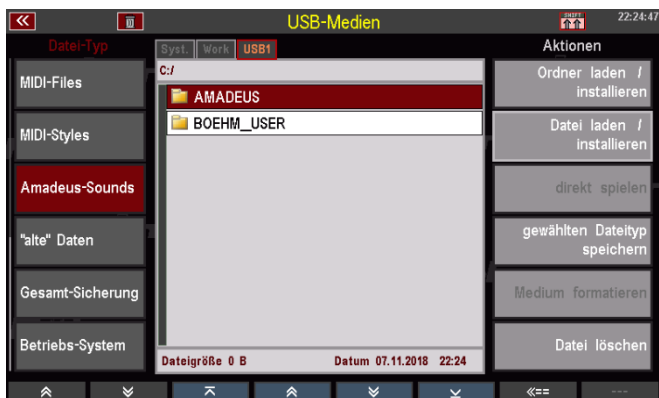 USB-Medien
SHIFT
22:24:47
Datei-Typ
MIDI-Files
MIDI-Styles
Amadeus-Sounds
"alte" Daten
Gesamt-Sicherung
Betriebs-System
Syst. Work USB1
C:/
AMADEUS
BOEHM__USER
Dateigröße 0 B Datum 07.11.2018 22:24
Aktionen
Ordner laden /
installieren
Datei laden /
installieren
direkt spielen
gewählten Dateityp
speichern
Medium formatieren
Datei löschen
«==
---